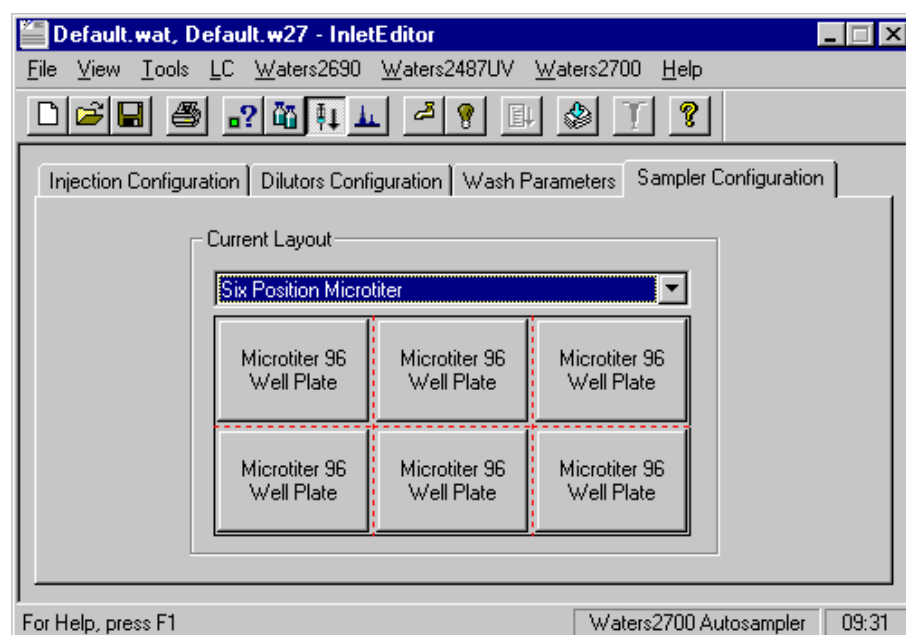 Default.wat, Default.w27 - InletEditor
File View Tools LC Waters2690 Waters2487UV Waters2700 Help
Injection Configuration Dilutors Configuration Wash Parameters Sampler Configuration
Current Layout
Six Position Microtiter
Microtiter 96 Microtiter 96 Microtiter 96
Well Plate Well Plate Well Plate
Microtiter 96 Microtiter 96 Microtiter 96
Well Plate Well Plate Well Plate
For Help, press F1 Waters2700 Autosampler 09:31